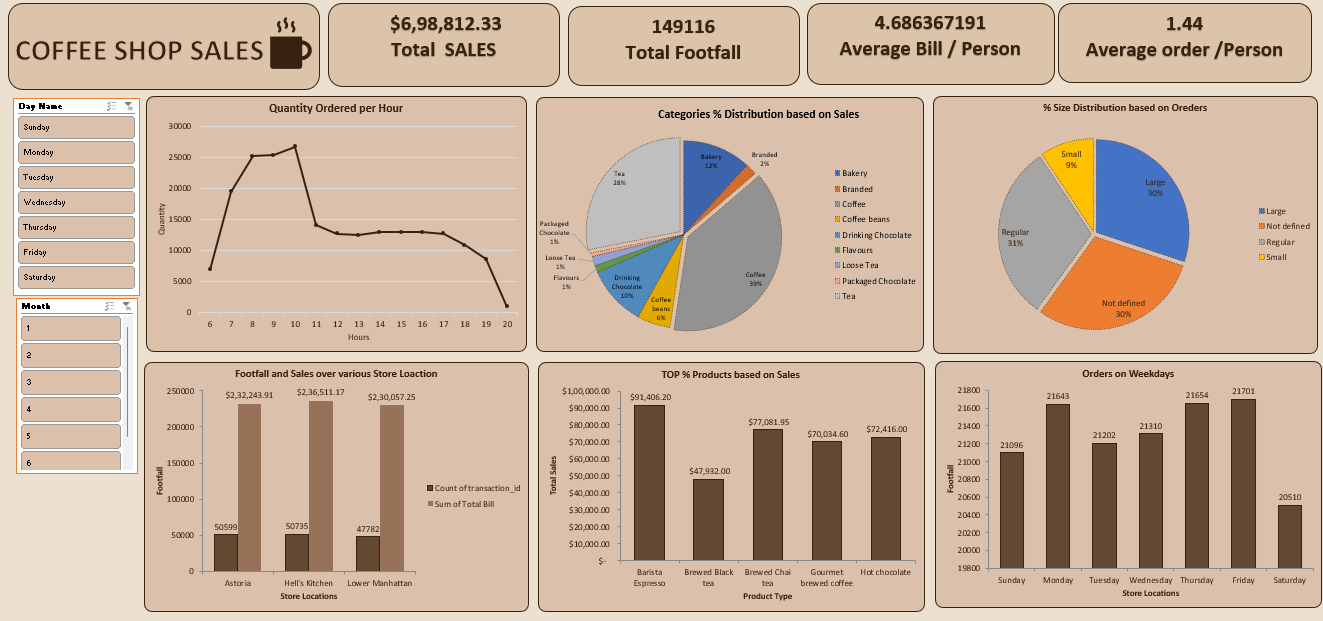 COFFEE SHOP SALES
$6,98,812.33
Total SALES
149116
Total Footfall
4.686367191
Average Bill / Person
1.44
Average order /Person
Day Name
Sunday
Monday
Tuesday
Wednesday
Thursday
Friday
Saturday
Month
1
2
3
4
5
6
Quantity Ordered per Hour
30000
25000
20000
15000
10000
5000
0
Quantity
6 7 8 9 10 11 12 13 14 15 16 17 18 19 20
Hours
Categories % Distribution based on Sales
Bakery
12%
Branded
2%
Coffee
39%
Coffee
beans
6%
Drinking
Chocolate
10%
Flavours
1%
Loose Tea
1%
Packaged
Chocolate
1%
Tea
28%
Bakery
Branded
Coffee
Coffee beans
Drinking Chocolate
Flavours
Loose Tea
Packaged Chocolate
Tea
% Size Distribution based on Oreders
Large
30%
Not defined
30%
Regular
31%
Small
9%
Large
Not defined
Regular
Small
Footfall and Sales over various Store Loaction
250000
200000
150000
100000
50000
0
Footfall
$2,32,243.91
$2,36,511.17
$2,30,057.25
50599
50735
47782
Astoria
Hell's Kitchen
Lower Manhattan
Store Locations
Count of transaction_id
Sum of Total Bill
TOP % Products based on Sales
$1,00,000.00
$90,000.00
$80,000.00
$70,000.00
$60,000.00
$50,000.00
$40,000.00
$30,000.00
$20,000.00
$10,000.00
$-
Total Sales
$91,406.20
$47,932.00
$77,081.95
$70,034.60
$72,416.00
Barista
Espresso
Brewed Black
tea
Brewed Chai
tea
Gourmet
brewed coffee
Hot chocolate
Product Type
Orders on Weekdays
21800
21600
21400
21200
21000
20800
20600
20400
20200
20000
19800
Footfall
21096
21643
21202
21310
21654
21701
20510
Sunday
Monday
Tuesday
Wednesday
Thursday
Friday
Saturday
Store Locations